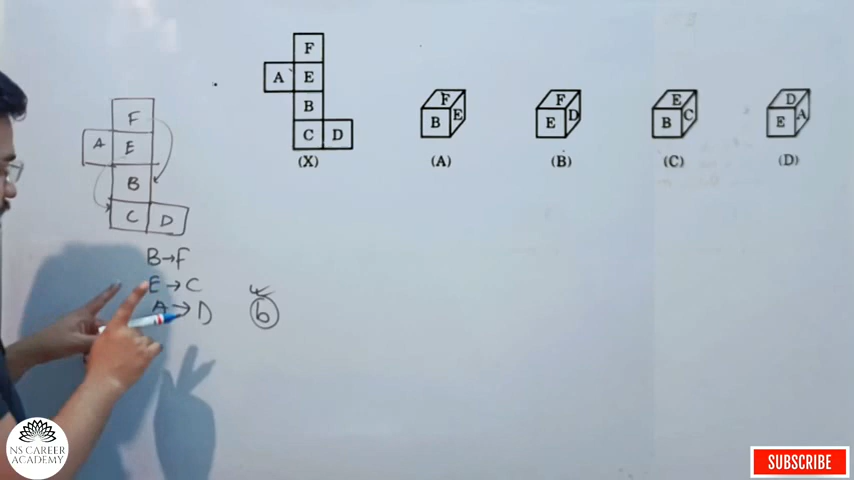 F
A E
B
C D
(X)
F
B E
(A)
F
E D
(B)
E
B C
(C)
D
E A
(D)
F
A E
B
C D
B→F
E→C
A→D
b
NS CAREER
ACADEMY
SUBSCRIBE